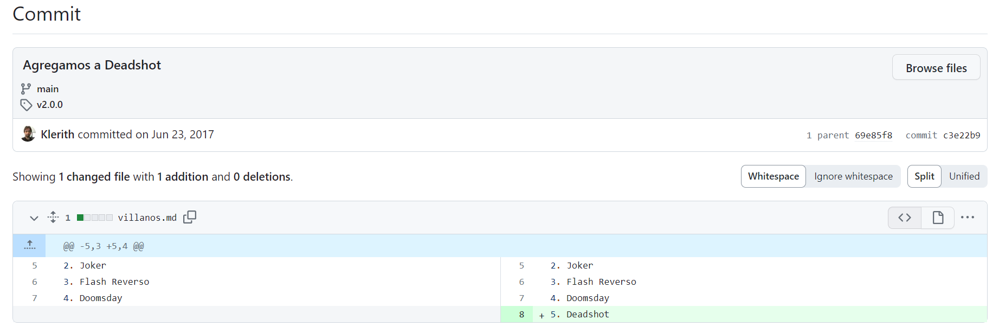 Commit
Agregamos a Deadshot
Browse files
main
v2.0.0
Klerith committed on Jun 23, 2017
1 parent 69e85f8 commit c3e22b9
Showing 1 changed file with 1 addition and 0 deletions.
Whitespace Ignore whitespace Split Unified
1 villanos.md
@@ -5,3 +5,4 @@
5 2. Joker 5 2. Joker
6 3. Flash Reverso 6 3. Flash Reverso
7 4. Doomsday 7 4. Doomsday
8 + 5. Deadshot